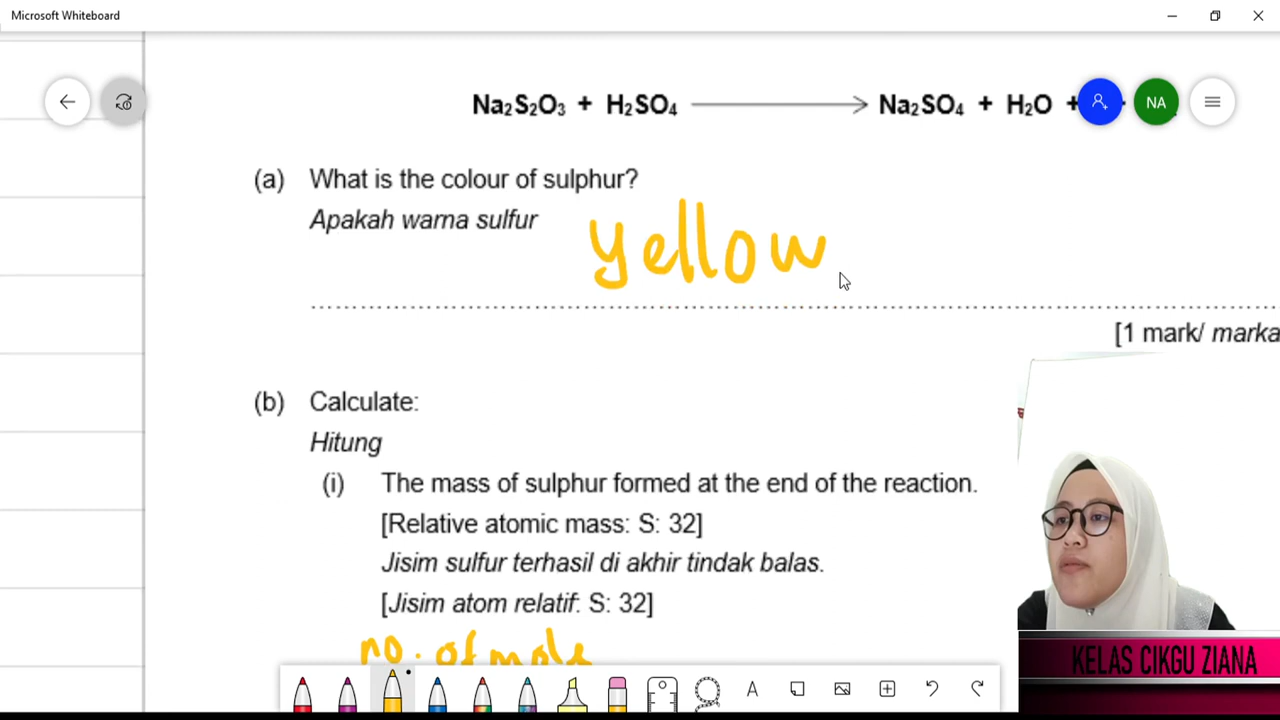 Microsoft Whiteboard
Na₂S₂O₃ + H₂SO₄ ⟶ Na₂SO₄ + H₂O +
NA
(a) What is the colour of sulphur?
Apakah warna sulfur
yellow
[1 mark/ marka
(b) Calculate:
Hitung
(i) The mass of sulphur formed at the end of the reaction.
[Relative atomic mass: S: 32]
Jisim sulfur terhasil di akhir tindak balas.
[Jisim atom relatif: S: 32]
no. of mole
KELAS CIKGU ZIANA